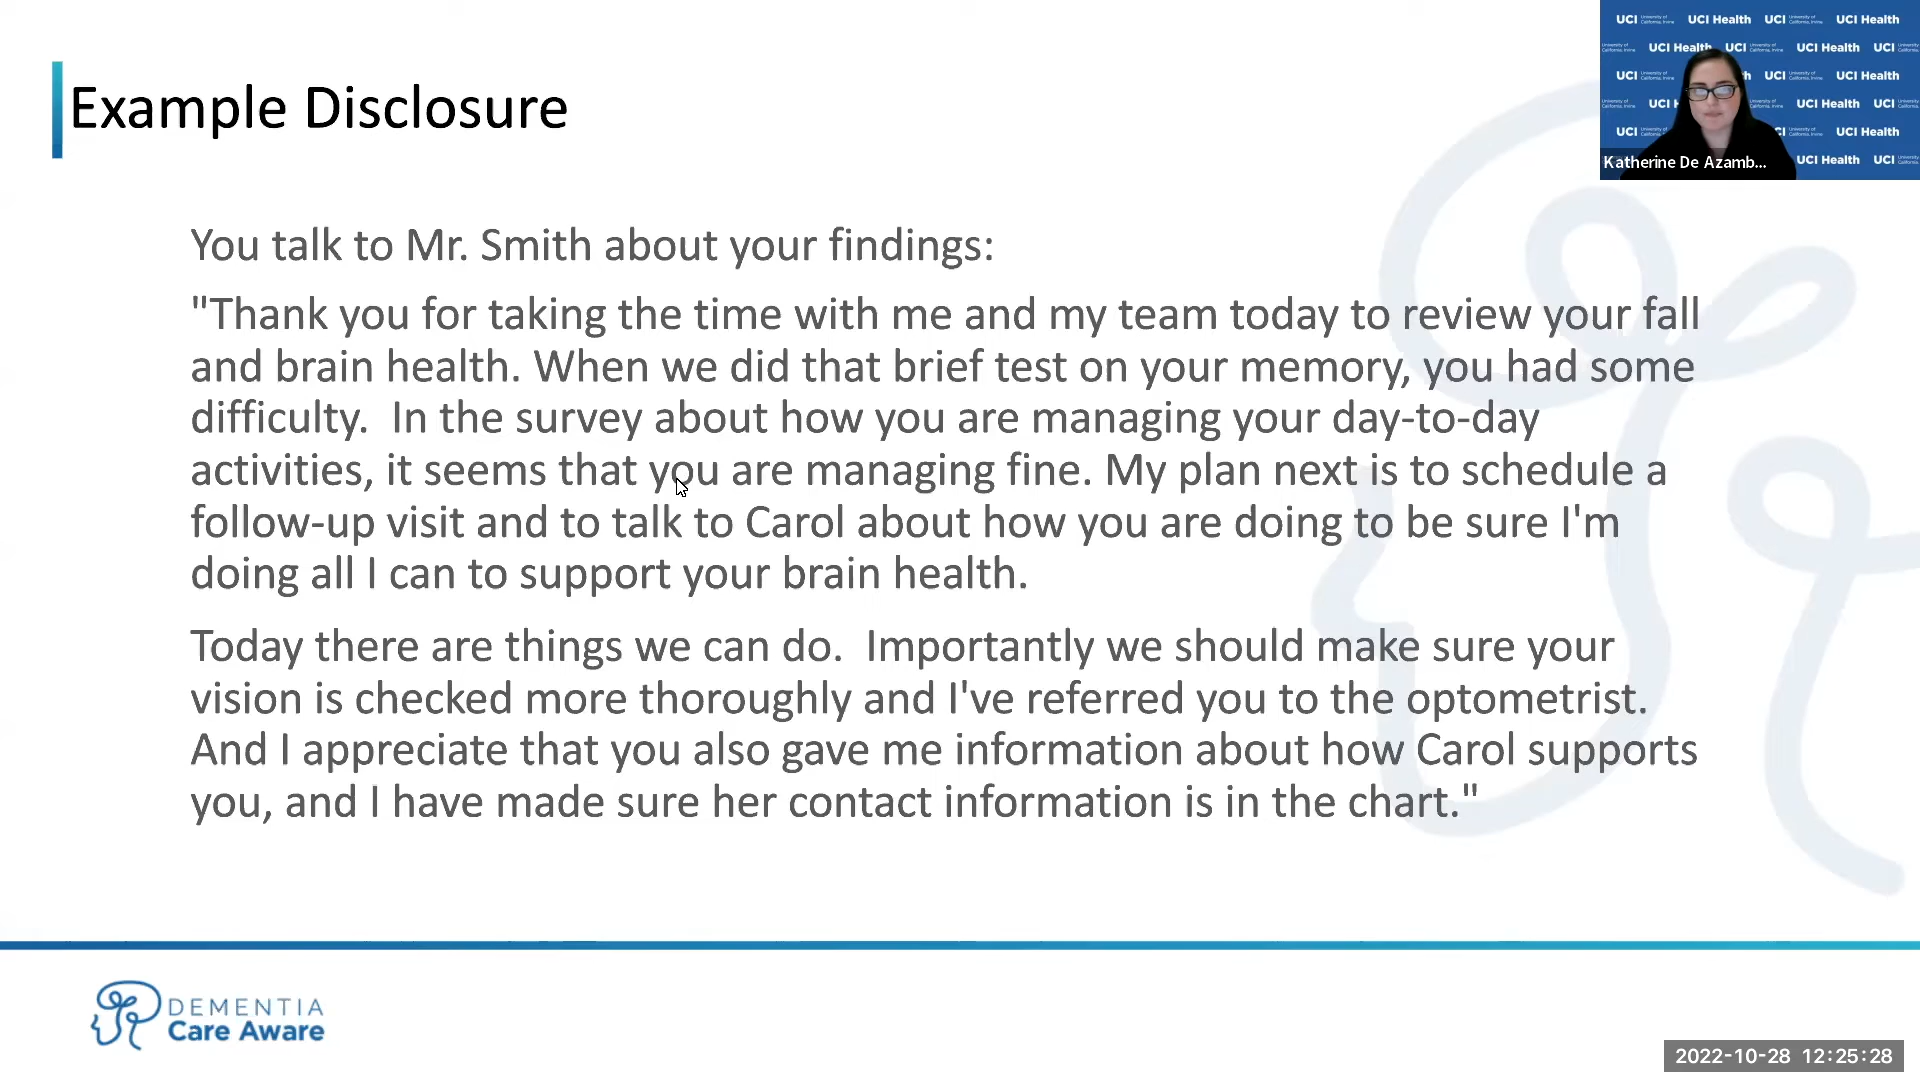 Example Disclosure
You talk to Mr. Smith about your findings:
"Thank you for taking the time with me and my team today to review your fall
and brain health. When we did that brief test on your memory, you had some
difficulty.  In the survey about how you are managing your day-to-day
activities, it seems that you are managing fine. My plan next is to schedule a
follow-up visit and to talk to Carol about how you are doing to be sure I'm
doing all I can to support your brain health.
Today there are things we can do.  Importantly we should make sure your
vision is checked more thoroughly and I've referred you to the optometrist.
And I appreciate that you also gave me information about how Carol supports
you, and I have made sure her contact information is in the chart."
UCI University of California, Irvine UCI Health UCI University of California, Irvine UCI Health
UCI Health UCI University of California, Irvine UCI Health UCI
UCI University of California, Irvine UCI University of California, Irvine UCI Health
UCI Health UCI
UCI UCI Health
Katherine De Azamb... UCI Health UCI
DEMENTIA
Care Aware
2022-10-28 12:25:28